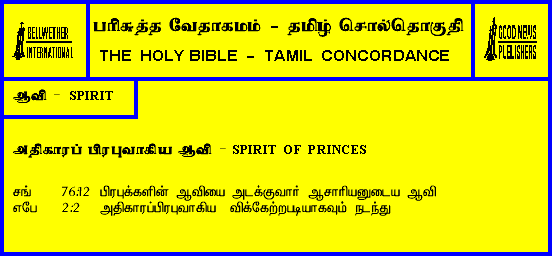 BELLWETHER
INTERNATIONAL
பரிசுத்த வேதாகமம் - தமிழ் சொல்தொகுதி
THE HOLY BIBLE - TAMIL CONCORDANCE
GOOD NEWS
PUBLISHERS
ஆவி - SPIRIT
அதிகாரப் பிரபுவாகிய ஆவி - SPIRIT OF PRINCES
சங் 76:12 பிரபுக்களின் ஆவியை அடக்குவார் ஆசாரியனுடைய ஆவி
எபே 2:2 அதிகாரப்பிரபுவாகிய விக்கேற்றபடியாகவும் நடந்து